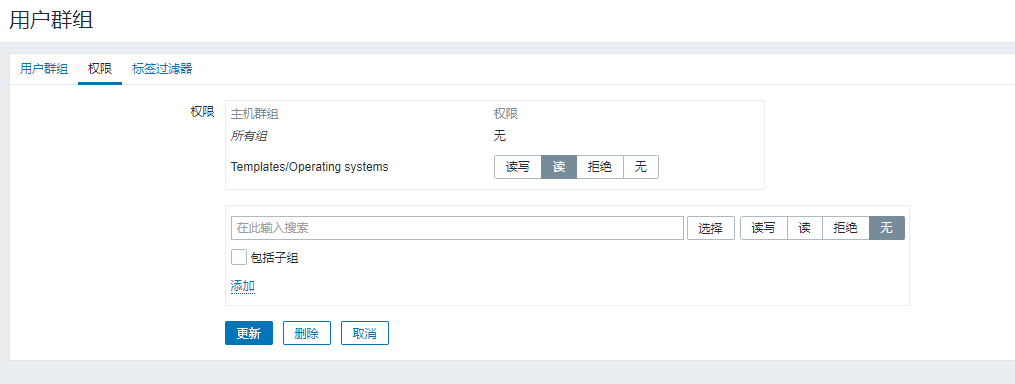 用户群组
用户群组 权限 标签过滤器
权限 主机群组 权限
所有组 无
Templates/Operating systems 读写 读 拒绝 无
在此输入搜索 选择 读写 读 拒绝 无
包括子组
添加
更新 删除 取消